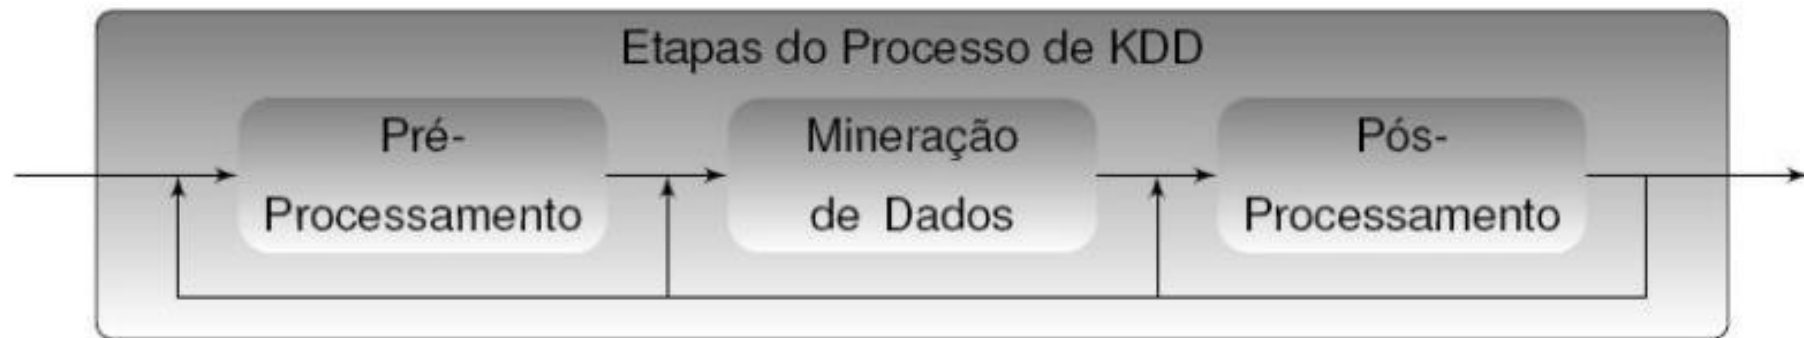 Etapas do Processo de KDD
Pré-
Processamento
Mineração
de Dados
Pós-
Processamento